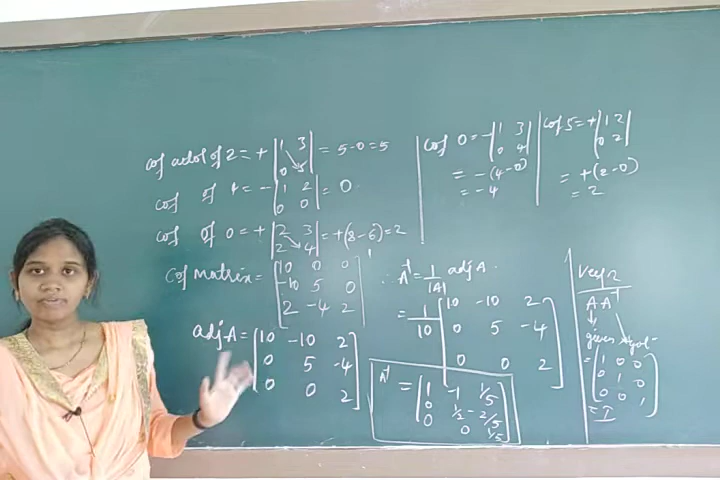 cof of 2 = + |1 3| = 5-0=5
|0 5|
cof of 4 = - |1 2| = 0
|0 0|
cof of 0 = + |2 3| = +(8-6)=2
|2 4|
Cof matrix = [10 0 0
-10 5 0
2 -4 2]
adj A = [10 -10 2
0 5 -4
0 0 2]
cof 0 = - |1 3|
|0 4|
= -(4-0)
= -4
cof 5 = + |1 2|
|0 2|
= +(2-0)
= 2
∴ A⁻¹ = 1/|A| adj A.
= 1/10 [10 -10 2
0 5 -4
0 0 2]
A⁻¹ = [1 -1 1/5
0 1/2 -2/5
0 0 1/5]
A A⁻¹
given
= [1 0 0
0 1 0
0 0 1]
= I